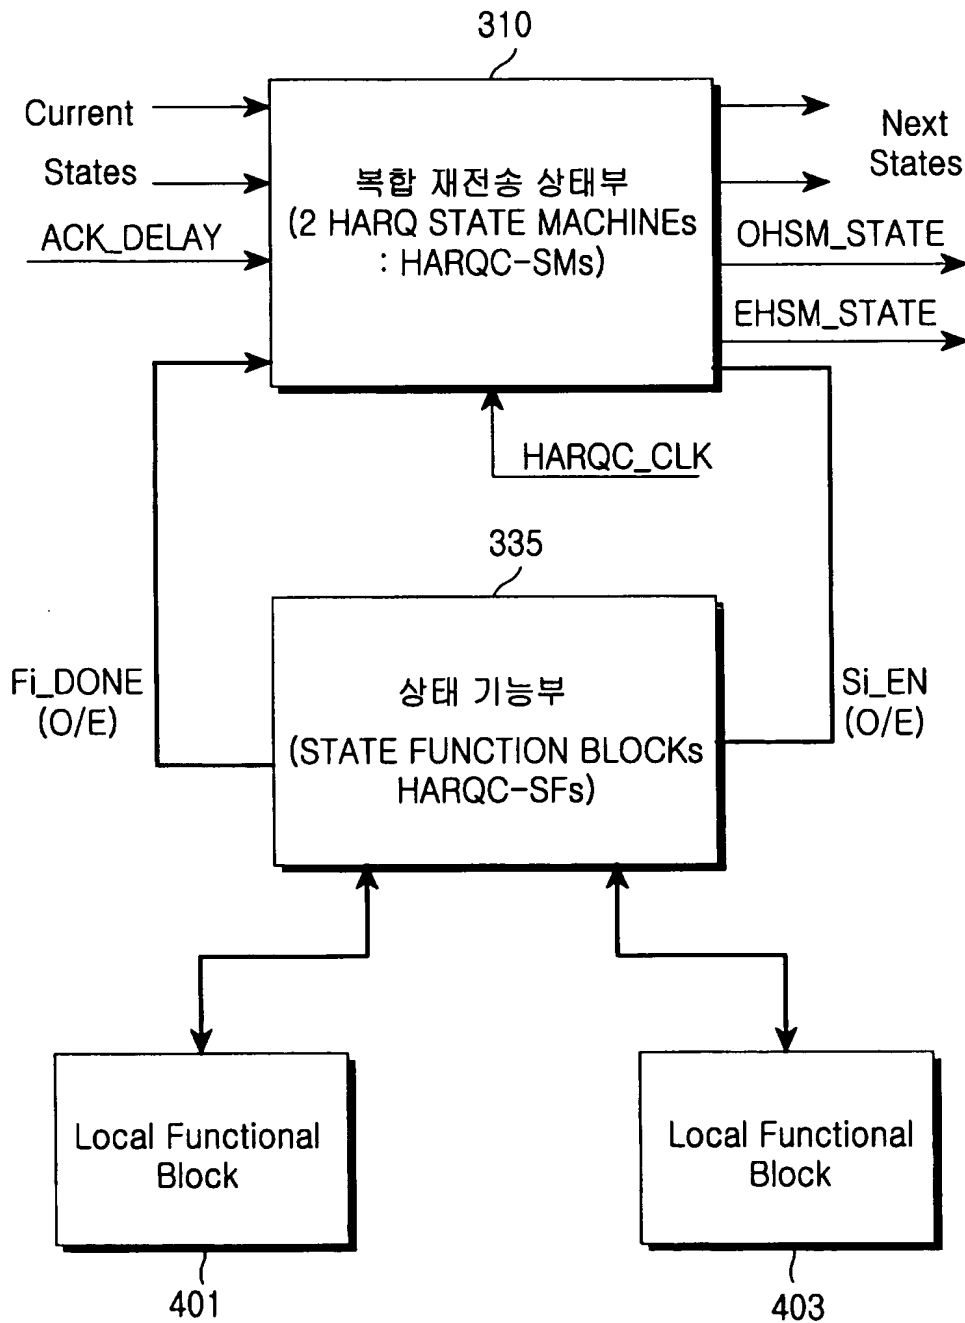 310
Current
States
ACK_DELAY
복합 재전송 상태부
(2 HARQ STATE MACHINEs
: HARQC-SMs)
Next
States
OHSM_STATE
EHSM_STATE
HARQC_CLK
335
Fi_DONE
(O/E)
상태 기능부
(STATE FUNCTION BLOCKs
HARQC-SFs)
Si_EN
(O/E)
Local Functional
Block
Local Functional
Block
401
403